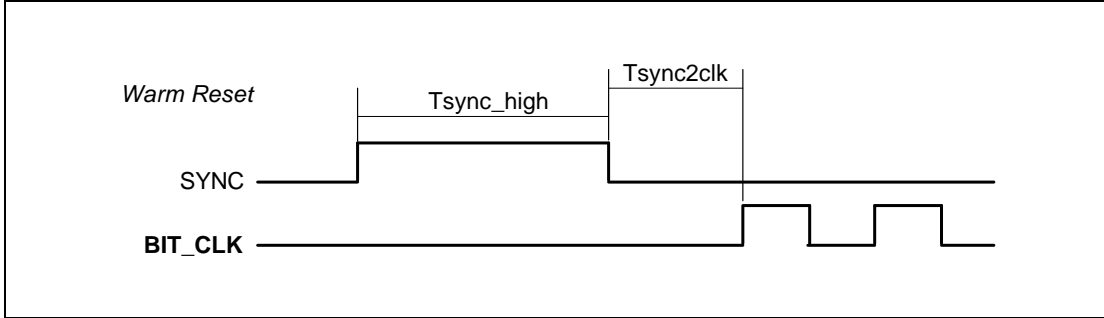 Tsync2clk
Warm Reset
Tsync_high
SYNC
BIT_CLK